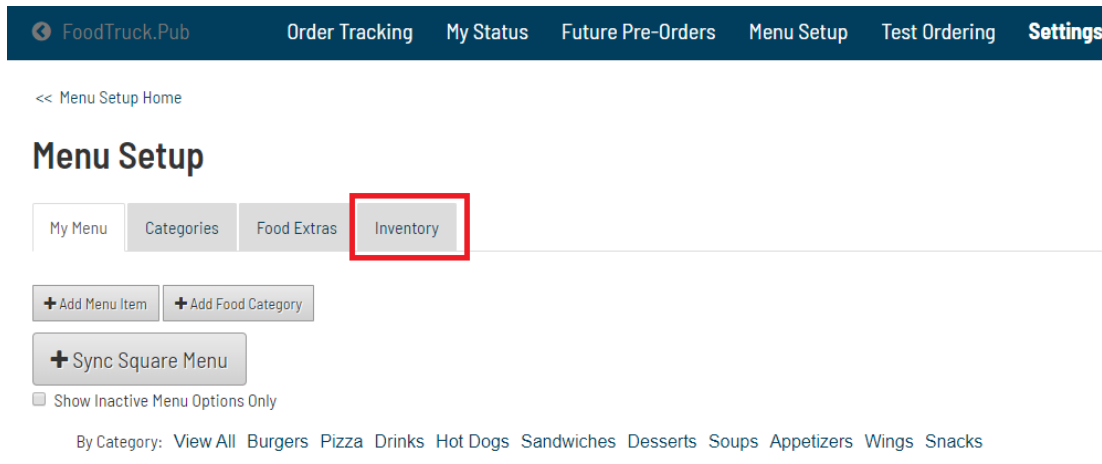 FoodTruck.Pub Order Tracking My Status Future Pre-Orders Menu Setup Test Ordering Settings
<< Menu Setup Home
Menu Setup
My Menu Categories Food Extras Inventory
+ Add Menu Item + Add Food Category
+ Sync Square Menu
Show Inactive Menu Options Only
By Category: View All Burgers Pizza Drinks Hot Dogs Sandwiches Desserts Soups Appetizers Wings Snacks